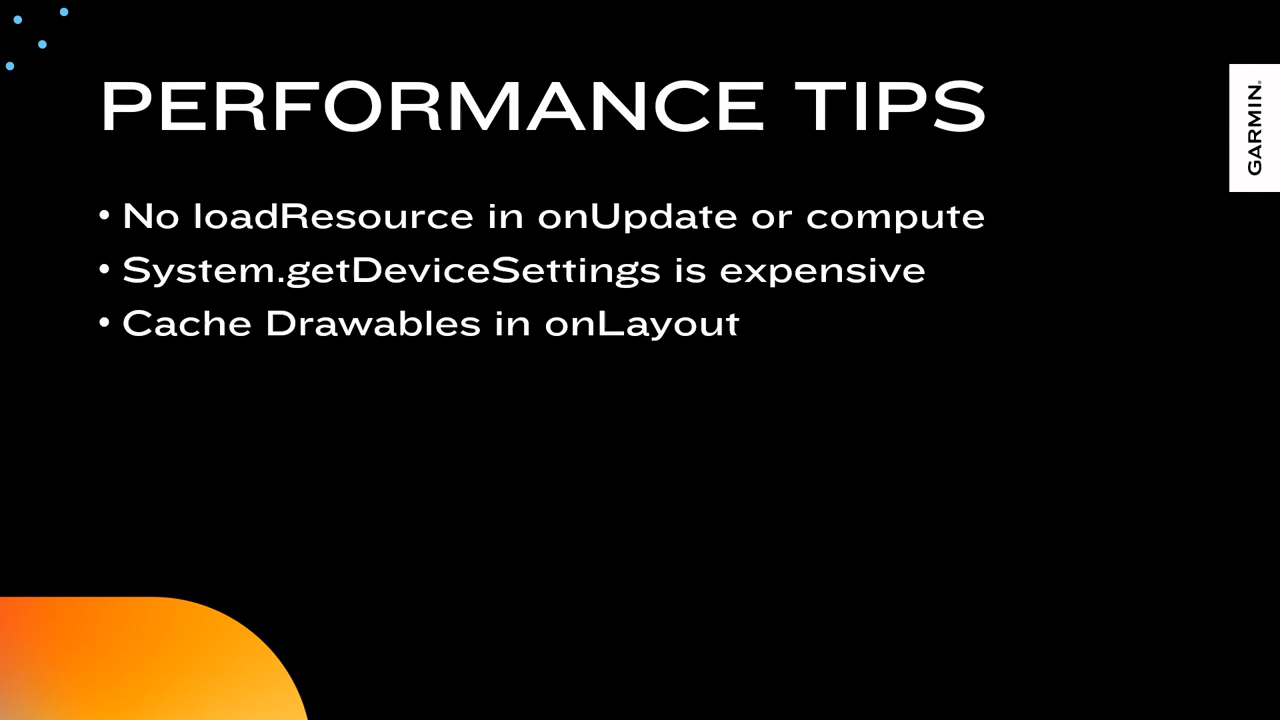 PERFORMANCE TIPS
• No loadResource in onUpdate or compute
• System.getDeviceSettings is expensive
• Cache Drawables in onLayout
GARMIN.